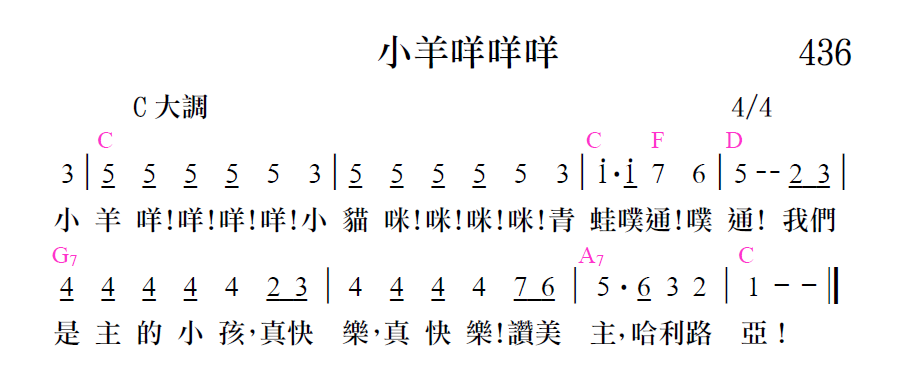 小羊咩咩咩 436
C 大調 4/4
C C F D
3 | 5 5 5 5 5 3 | 5 5 5 5 5 3 | i·i 7 6 | 5 -- 2 3 |
小 羊 咩!咩!咩!咩!小 貓 咪!咪!咪!咪!青 蛙噗通!噗 通! 我們
G7 A7 C
4 4 4 4 4 2 3 | 4 4 4 4 7 6 | 5 · 6 3 2 | 1 - - ||
是 主 的 小 孩,真快 樂,真 快 樂!讚美 主,哈利路 亞!